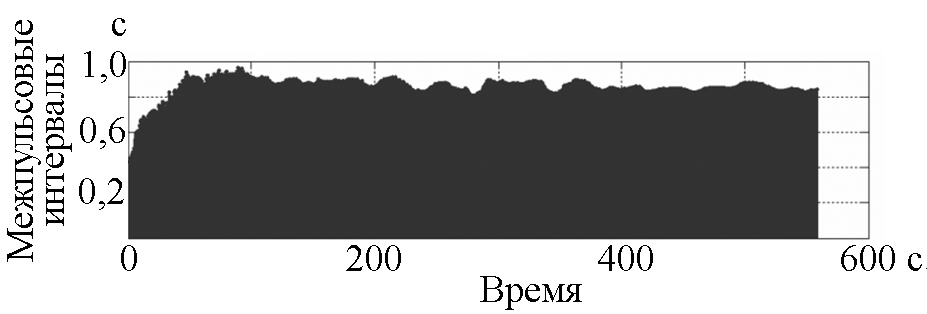 с
Межпульсовые
интервалы
1,0
0,6
0,2
0
200
400
600 с.
Время